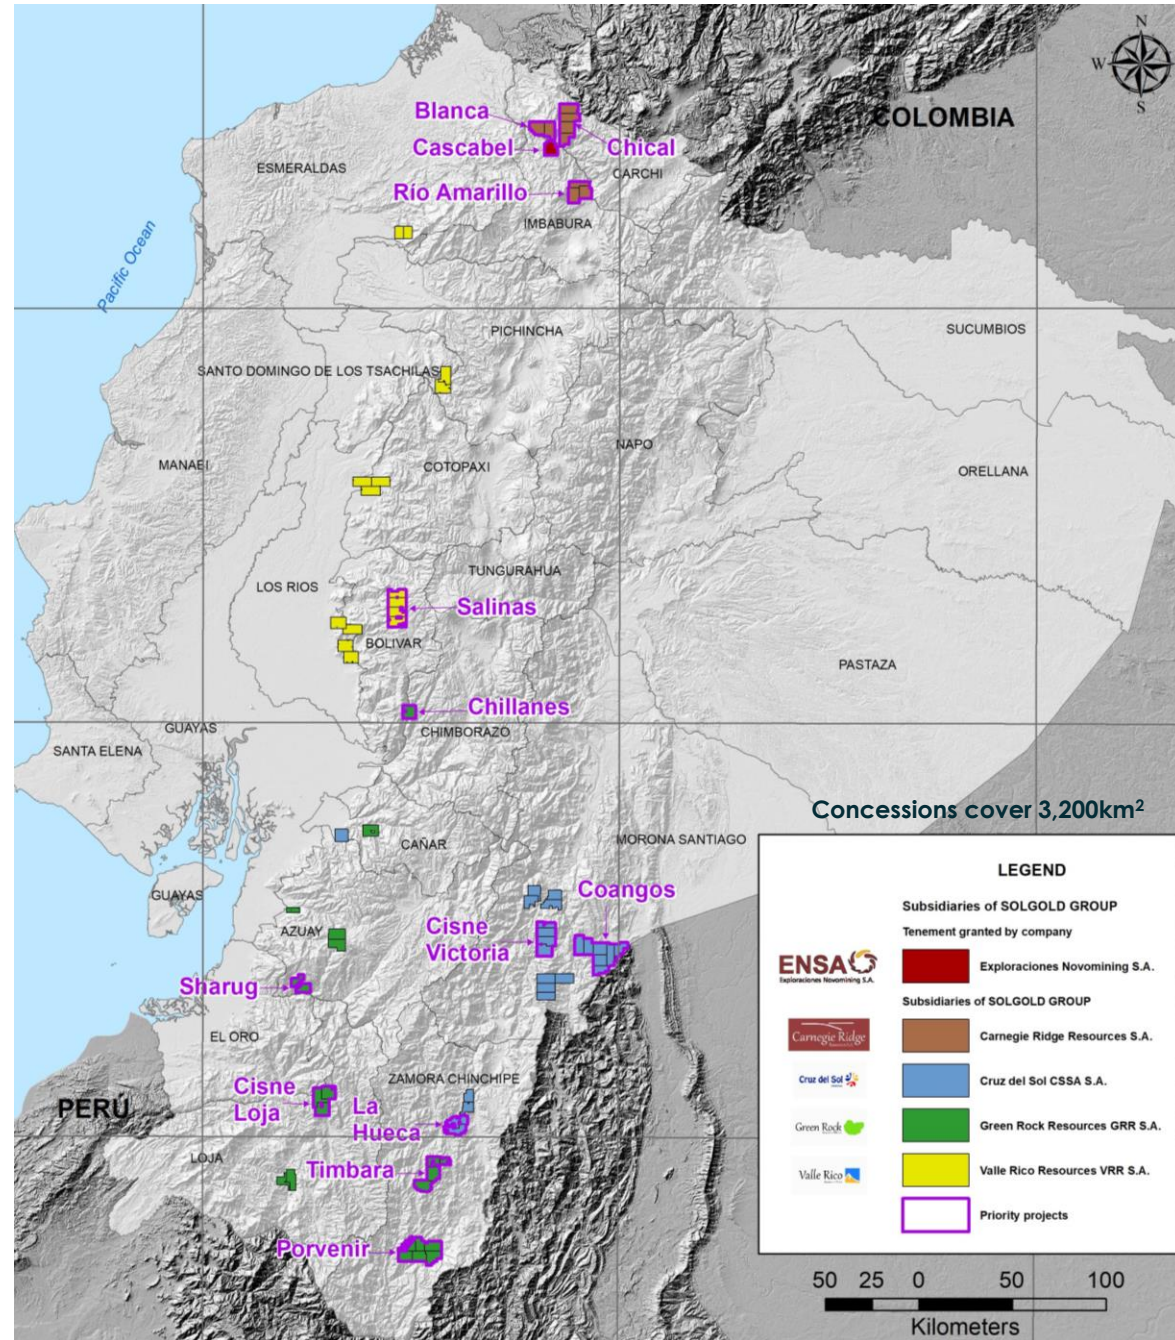 N
W
E
S
COLOMBIA
Blanca
Cascabel
Chical
CARCHI
ESMERALDAS
Río Amarillo
IMBABURA
Pacific Ocean
PICHINCHA
SUCUMBIOS
SANTO DOMINGO DE LOS TSACHILAS
NAPO
MANABI
COTOPAXI
ORELLANA
TUNGURAHUA
LOS RIOS
Salinas
BOLIVAR
PASTAZA
Chillanes
GUAYAS
CHIMBORAZO
SANTA ELENA
Concessions cover 3,200km²
CAÑAR
MORONA SANTIAGO
GUAYAS
Coangos
Cisne
Victoria
AZUAY
Sharug
EL ORO
ZAMORA CHINCHIPE
Cisne
Loja
La
Hueca
PERÚ
LOJA
Timbara
Porvenir
LEGEND
Subsidiaries of SOLGOLD GROUP
Tenement granted by company
ENSA
Exploraciones Novomining S.A.
Exploraciones Novomining S.A.
Subsidiaries of SOLGOLD GROUP
Carnegie Ridge
Carnegie Ridge Resources S.A.
Cruz del Sol
Cruz del Sol CSSA S.A.
Green Rock
Green Rock Resources GRR S.A.
Valle Rico
Valle Rico Resources VRR S.A.
Priority projects
50 25 0 50 100
Kilometers